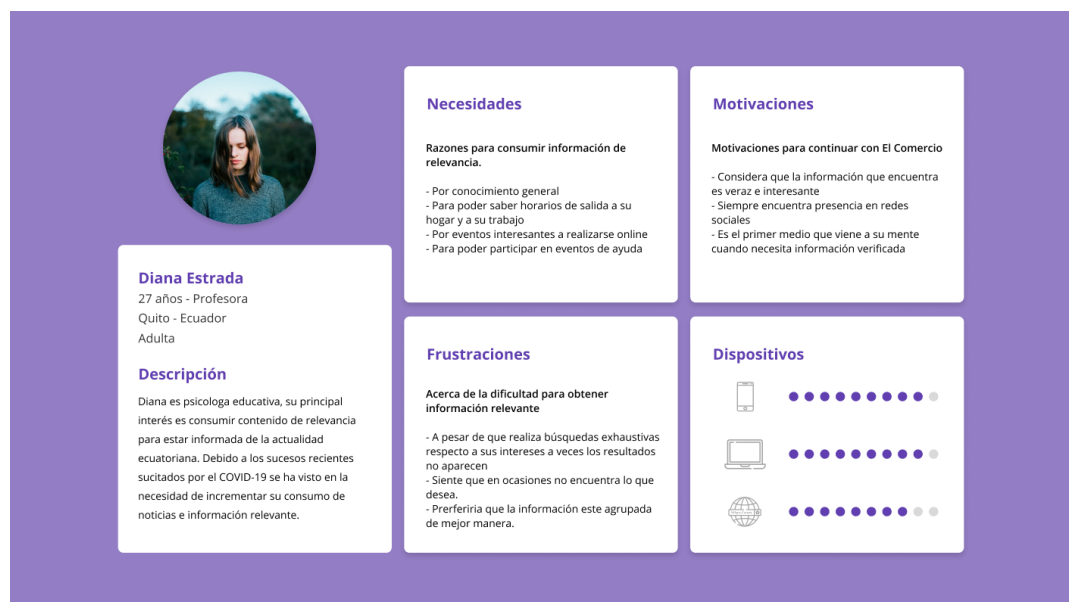 Diana Estrada
27 años - Profesora
Quito - Ecuador
Adulta
Descripción
Diana es psicologa educativa, su principal
interés es consumir contenido de relevancia
para estar informada de la actualidad
ecuatoriana. Debido a los sucesos recientes
sucitados por el COVID-19 se ha visto en la
necesidad de incrementar su consumo de
noticias e información relevante.
Necesidades
Razones para consumir información de
relevancia.
- Por conocimiento general
- Para poder saber horarios de salida a su
hogar y a su trabajo
- Por eventos interesantes a realizarse online
- Para poder participar en eventos de ayuda
Motivaciones
Motivaciones para continuar con El Comercio
- Considera que la información que encuentra
es veraz e interesante
- Siempre encuentra presencia en redes
sociales
- Es el primer medio que viene a su mente
cuando necesita información verificada
Frustraciones
Acerca de la dificultad para obtener
información relevante
- A pesar de que realiza búsquedas exhaustivas
respecto a sus intereses a veces los resultados
no aparecen
- Siente que en ocasiones no encuentra lo que
desea.
- Prerferiria que la información este agrupada
de mejor manera.
Dispositivos